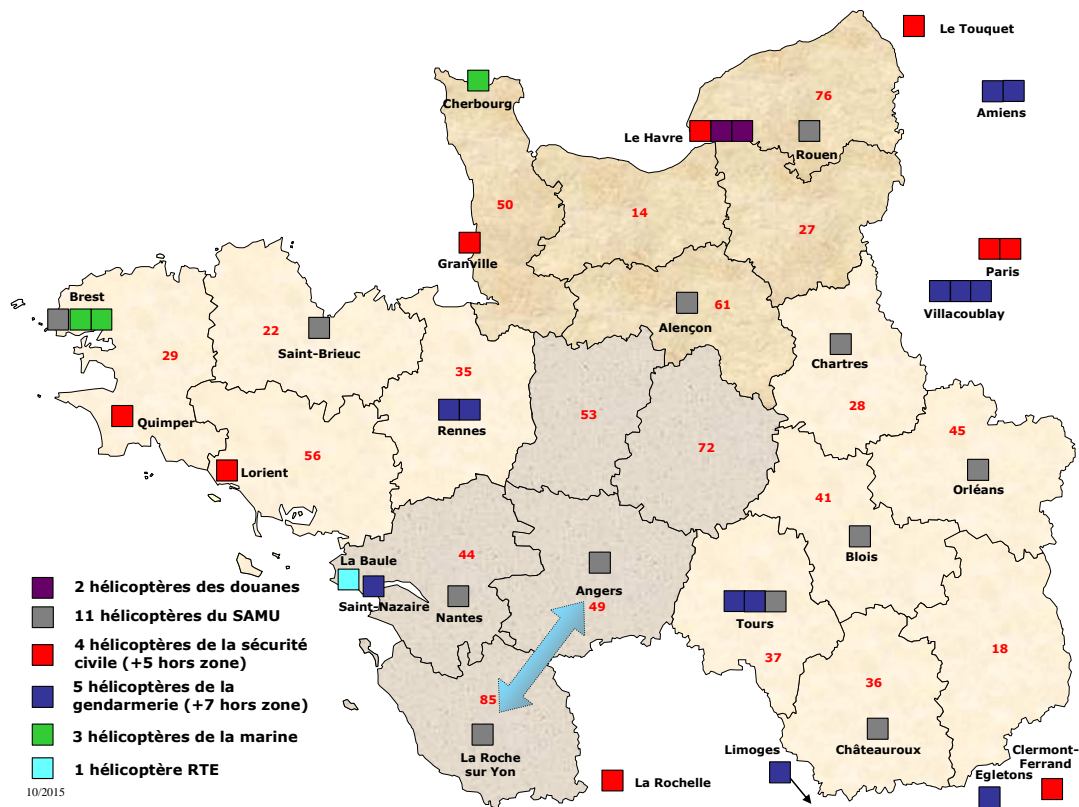 Le Touquet
76
Cherbourg
Amiens
Le Havre
Rouen
50
14
27
Granville
Paris
Brest
Villacoublay
61
Alençon
22
Saint-Brieuc
29
35
Chartres
Quimper
Rennes
53
28
45
56
72
Lorient
Orléans
41
La Baule
44
Blois
Angers
Saint-Nazaire
Nantes
49
Tours
37
18
36
85
La Roche
sur Yon
Châteauroux
Limoges
Clermont-
Ferrand
La Rochelle
Egletons
2 hélicoptères des douanes
11 hélicoptères du SAMU
4 hélicoptères de la sécurité
civile (+5 hors zone)
5 hélicoptères de la
gendarmerie (+7 hors zone)
3 hélicoptères de la marine
1 hélicoptère RTE
10/2015